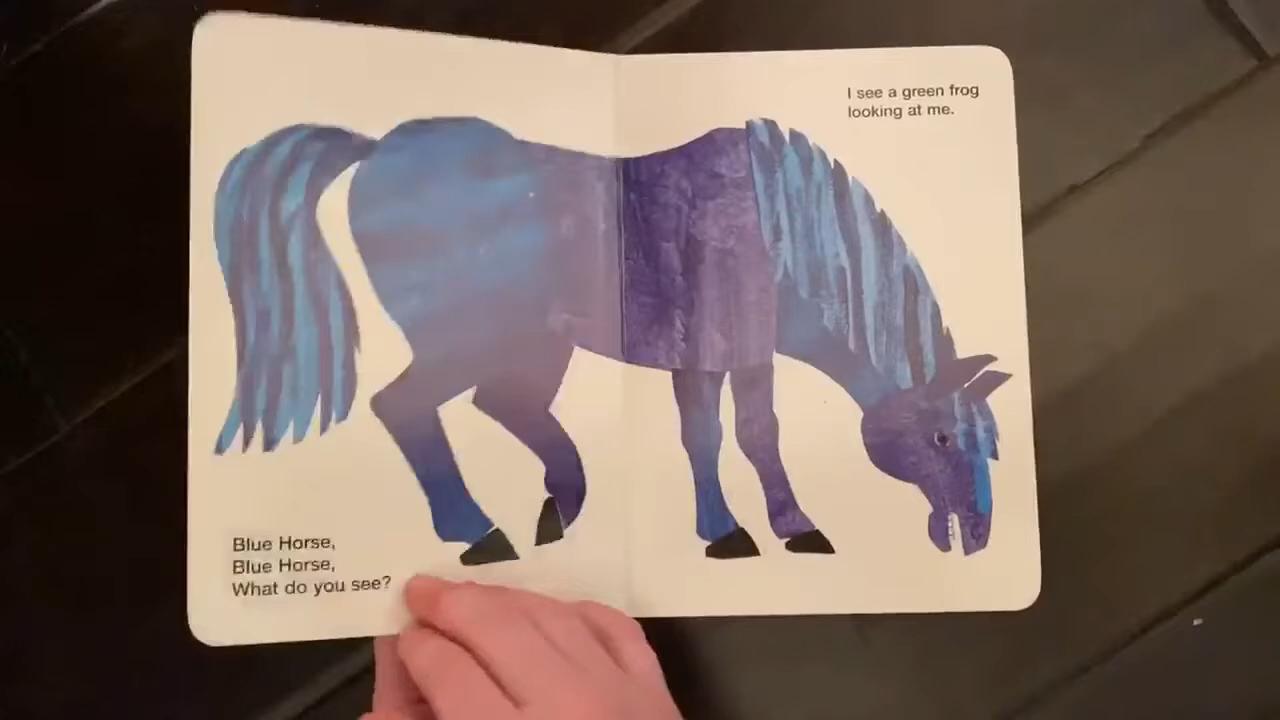 Blue Horse,
Blue Horse,
What do you see?
I see a green frog
looking at me.